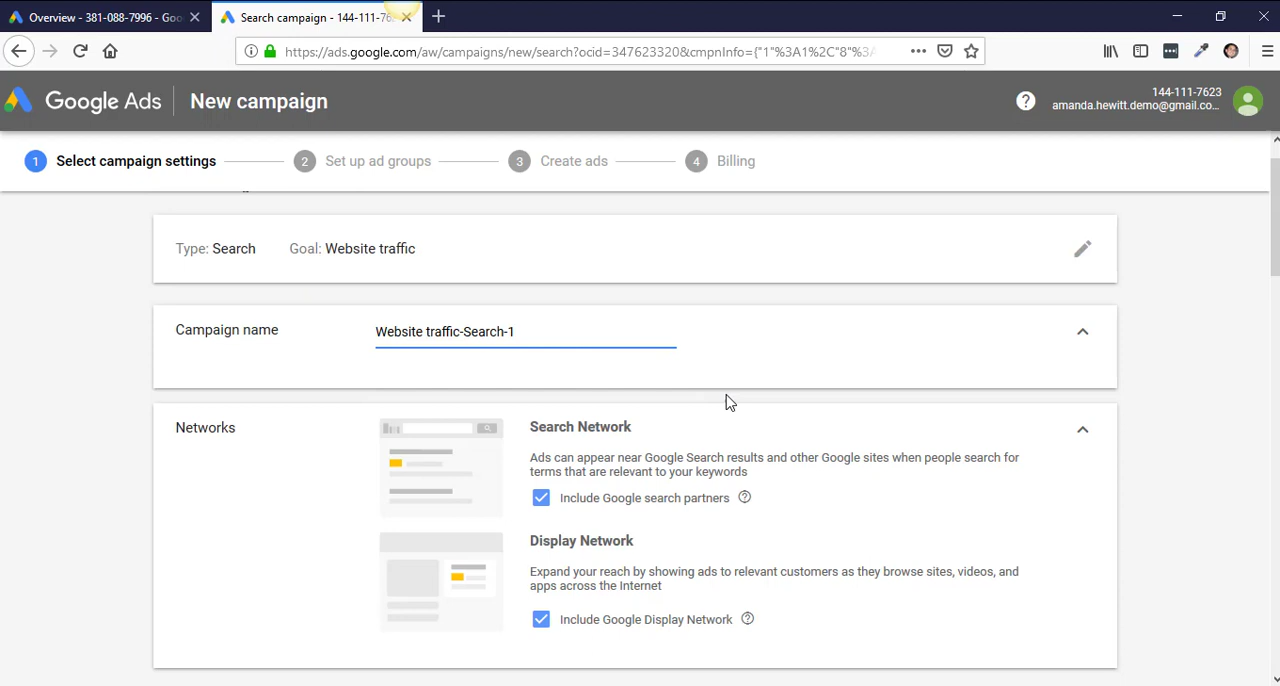 Overview - 381-088-7996 - Goo
Search campaign - 144-111-76
https://ads.google.com/aw/campaigns/new/search?ocid=347623320&cmpnInfo={"1"%3A1%2C"8"%3A
Google Ads
New campaign
144-111-7623
amanda.hewitt.demo@gmail.co...
1 Select campaign settings
2 Set up ad groups
3 Create ads
4 Billing
Type: Search
Goal: Website traffic
Campaign name
Website traffic-Search-1
Networks
Search Network
Ads can appear near Google Search results and other Google sites when people search for
terms that are relevant to your keywords
Include Google search partners
Display Network
Expand your reach by showing ads to relevant customers as they browse sites, videos, and
apps across the Internet
Include Google Display Network